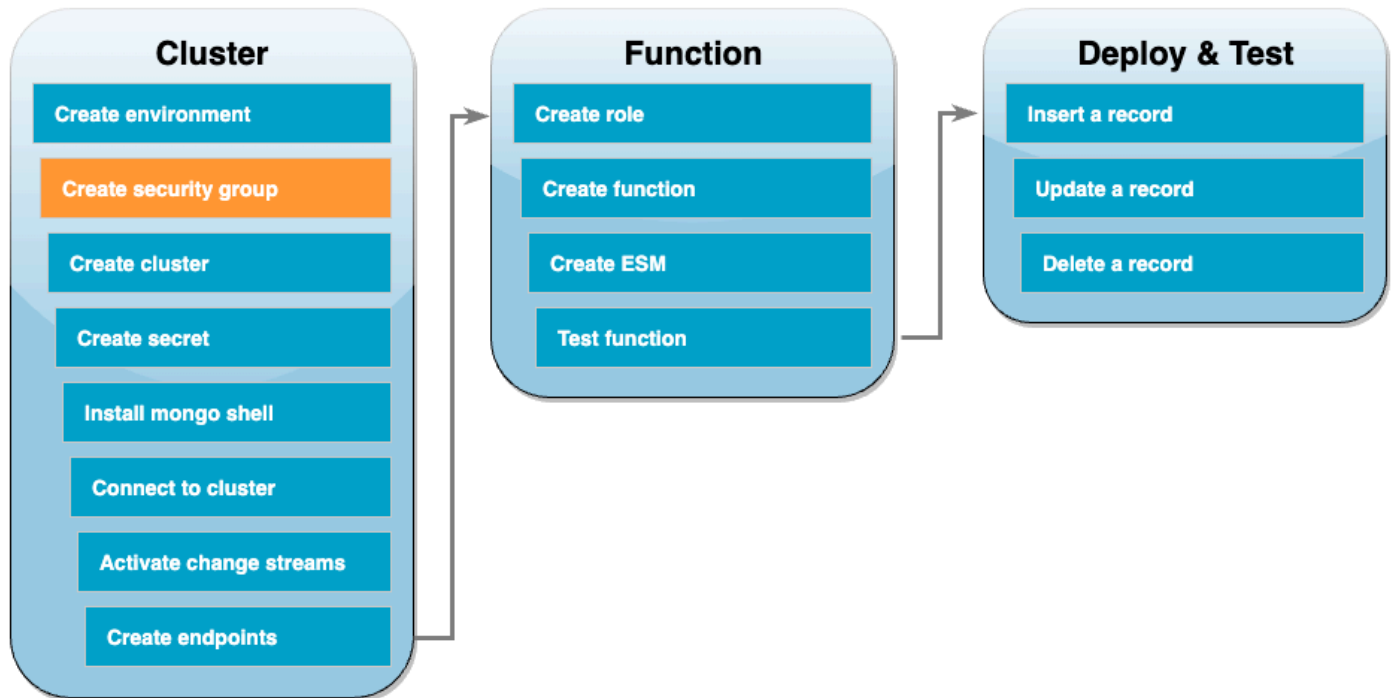 Cluster
Create environment
Create security group
Create cluster
Create secret
Install mongo shell
Connect to cluster
Activate change streams
Create endpoints
Function
Create role
Create function
Create ESM
Test function
Deploy & Test
Insert a record
Update a record
Delete a record